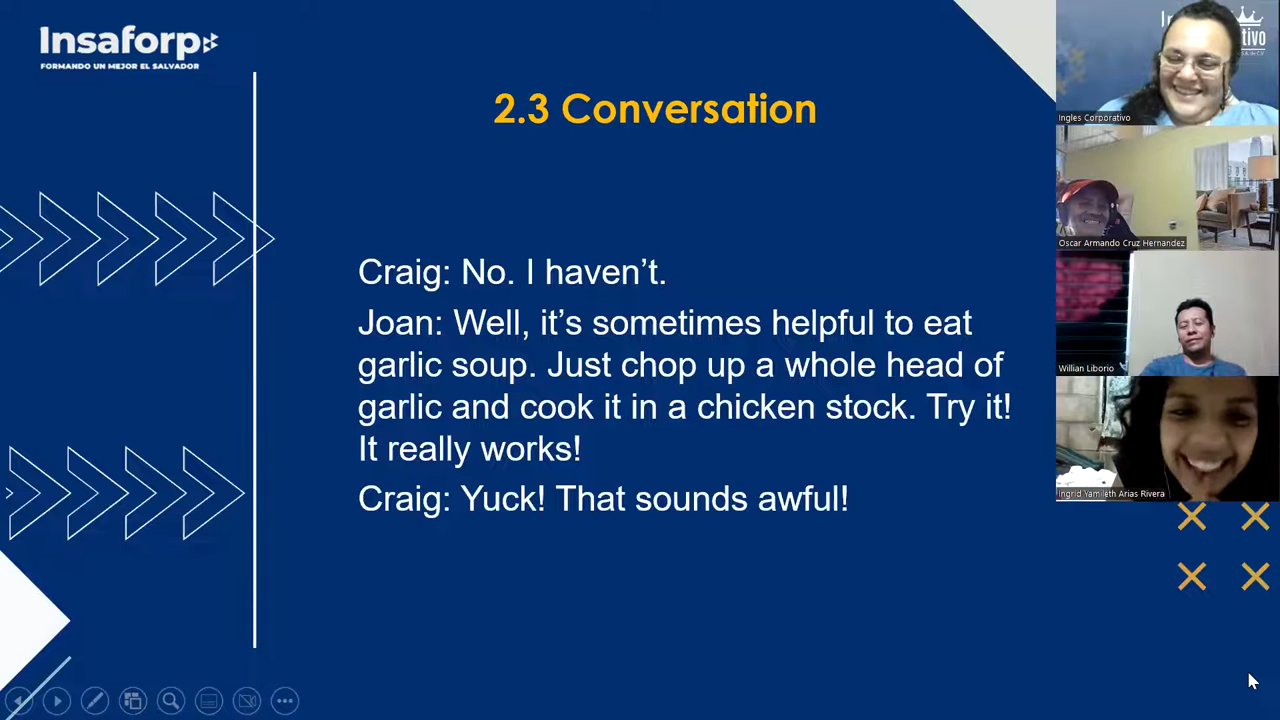 Insaforp
FORMANDO UN MEJOR EL SALVADOR
2.3 Conversation
Craig: No. I haven’t.
Joan: Well, it’s sometimes helpful to eat
garlic soup. Just chop up a whole head of
garlic and cook it in a chicken stock. Try it!
It really works!
Craig: Yuck! That sounds awful!
Ingles Corporativo
Oscar Armando Cruz Hernandez
Willian Liborio
Ingrid Yamileth Arias Rivera